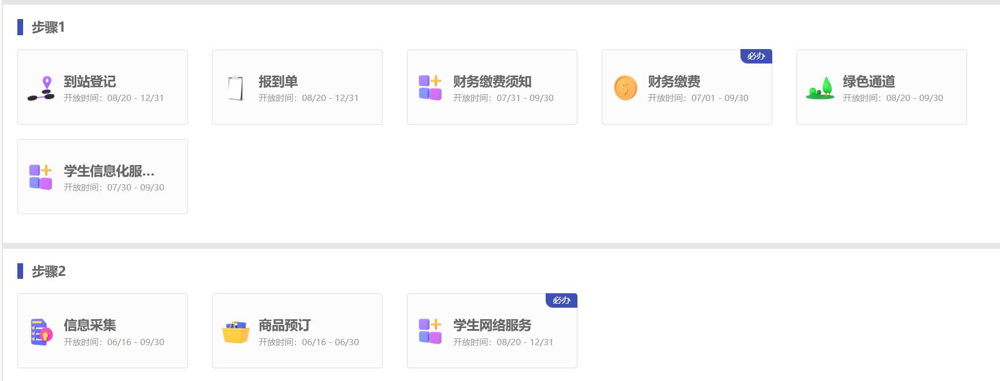 步骤1
到站登记
开放时间：08/20 - 12/31
报到单
开放时间：08/20 - 12/31
财务缴费须知
开放时间：07/31 - 09/30
必办
财务缴费
开放时间：07/01 - 09/30
绿色通道
开放时间：08/20 - 09/30
学生信息化服...
开放时间：07/30 - 09/30
步骤2
信息采集
开放时间：06/16 - 09/30
商品预订
开放时间：06/16 - 06/30
必办
学生网络服务
开放时间：08/20 - 12/31